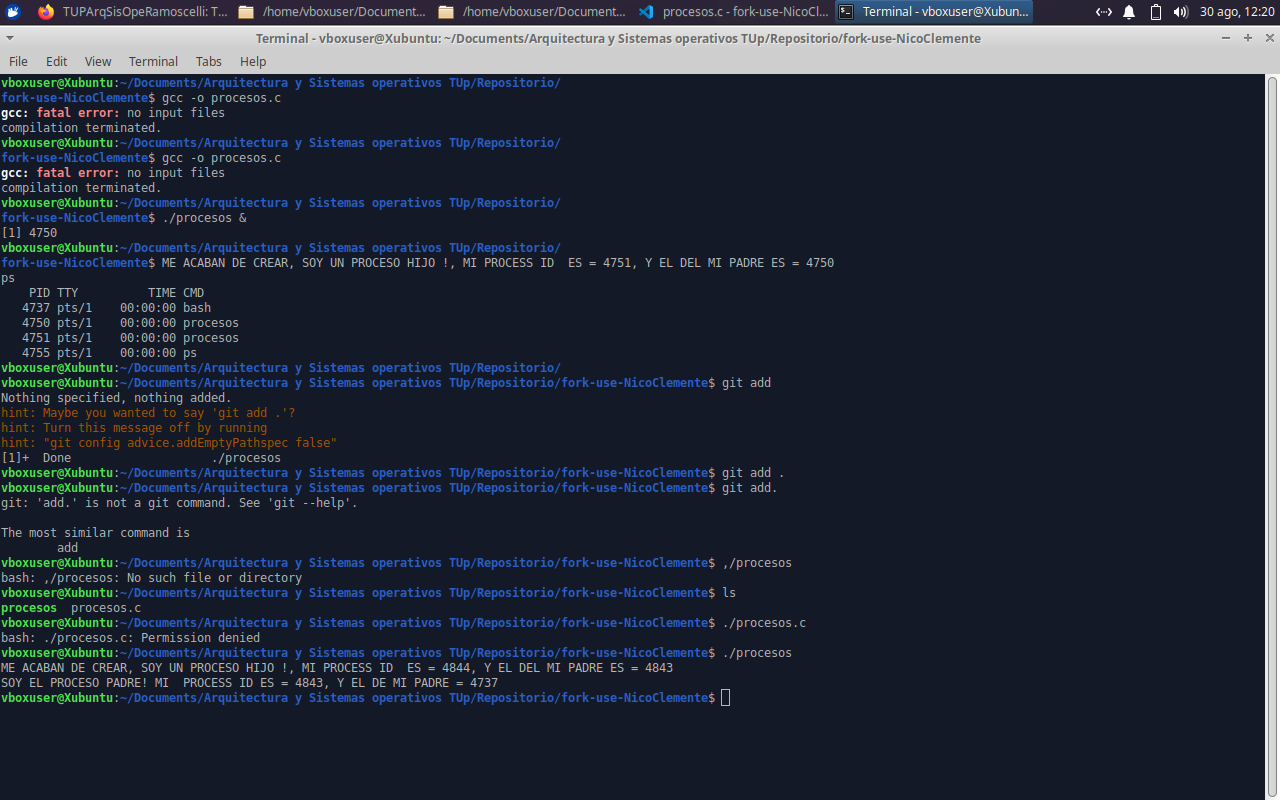 TUPArqSisOpeRamoscelli: T...
/home/vboxuser/Document...
/home/vboxuser/Document...
procesos.c - fork-use-NicoCl...
Terminal - vboxuser@Xubun...
30 ago, 12:20
Terminal - vboxuser@Xubuntu: ~/Documents/Arquitectura y Sistemas operativos TUp/Repositorio/fork-use-NicoClemente
File Edit View Terminal Tabs Help
vboxuser@Xubuntu:~/Documents/Arquitectura y Sistemas operativos TUp/Repositorio/
fork-use-NicoClemente$ gcc -o procesos.c
gcc: fatal error: no input files
compilation terminated.
vboxuser@Xubuntu:~/Documents/Arquitectura y Sistemas operativos TUp/Repositorio/
fork-use-NicoClemente$ gcc -o procesos.c
gcc: fatal error: no input files
compilation terminated.
vboxuser@Xubuntu:~/Documents/Arquitectura y Sistemas operativos TUp/Repositorio/
fork-use-NicoClemente$ ./procesos &
[1] 4750
vboxuser@Xubuntu:~/Documents/Arquitectura y Sistemas operativos TUp/Repositorio/
fork-use-NicoClemente$ ME ACABAN DE CREAR, SOY UN PROCESO HIJO !, MI PROCESS ID  ES = 4751, Y EL DEL MI PADRE ES = 4750
ps
    PID TTY          TIME CMD
   4737 pts/1    00:00:00 bash
   4750 pts/1    00:00:00 procesos
   4751 pts/1    00:00:00 procesos
   4755 pts/1    00:00:00 ps
vboxuser@Xubuntu:~/Documents/Arquitectura y Sistemas operativos TUp/Repositorio/
vboxuser@Xubuntu:~/Documents/Arquitectura y Sistemas operativos TUp/Repositorio/fork-use-NicoClemente$ git add
Nothing specified, nothing added.
hint: Maybe you wanted to say 'git add .'?
hint: Turn this message off by running
hint: "git config advice.addEmptyPathspec false"
[1]+  Done                    ./procesos
vboxuser@Xubuntu:~/Documents/Arquitectura y Sistemas operativos TUp/Repositorio/fork-use-NicoClemente$ git add .
vboxuser@Xubuntu:~/Documents/Arquitectura y Sistemas operativos TUp/Repositorio/fork-use-NicoClemente$ git add.
git: 'add.' is not a git command. See 'git --help'.
The most similar command is
        add
vboxuser@Xubuntu:~/Documents/Arquitectura y Sistemas operativos TUp/Repositorio/fork-use-NicoClemente$ ,/procesos
bash: ,/procesos: No such file or directory
vboxuser@Xubuntu:~/Documents/Arquitectura y Sistemas operativos TUp/Repositorio/fork-use-NicoClemente$ ls
procesos  procesos.c
vboxuser@Xubuntu:~/Documents/Arquitectura y Sistemas operativos TUp/Repositorio/fork-use-NicoClemente$ ./procesos.c
bash: ./procesos.c: Permission denied
vboxuser@Xubuntu:~/Documents/Arquitectura y Sistemas operativos TUp/Repositorio/fork-use-NicoClemente$ ./procesos
ME ACABAN DE CREAR, SOY UN PROCESO HIJO !, MI PROCESS ID  ES = 4844, Y EL DEL MI PADRE ES = 4843
SOY EL PROCESO PADRE! MI  PROCESS ID ES = 4843, Y EL DE MI PADRE = 4737
vboxuser@Xubuntu:~/Documents/Arquitectura y Sistemas operativos TUp/Repositorio/fork-use-NicoClemente$